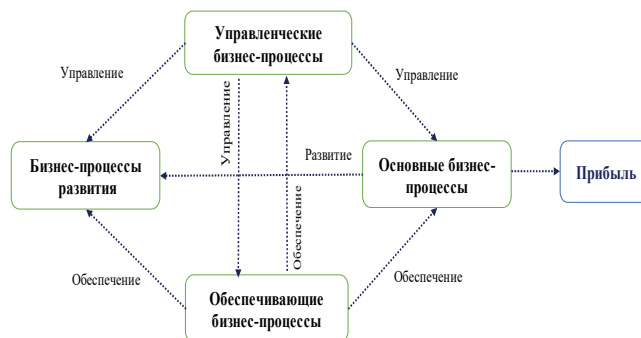 Управленческие
бизнес-процессы
Управление
Управление
Управление
Развитие
Бизнес-процессы
развития
Основные бизнес-
процессы
Прибыль
Обеспечение
Обеспечение
Обеспечение
Обеспечивающие
бизнес-процессы